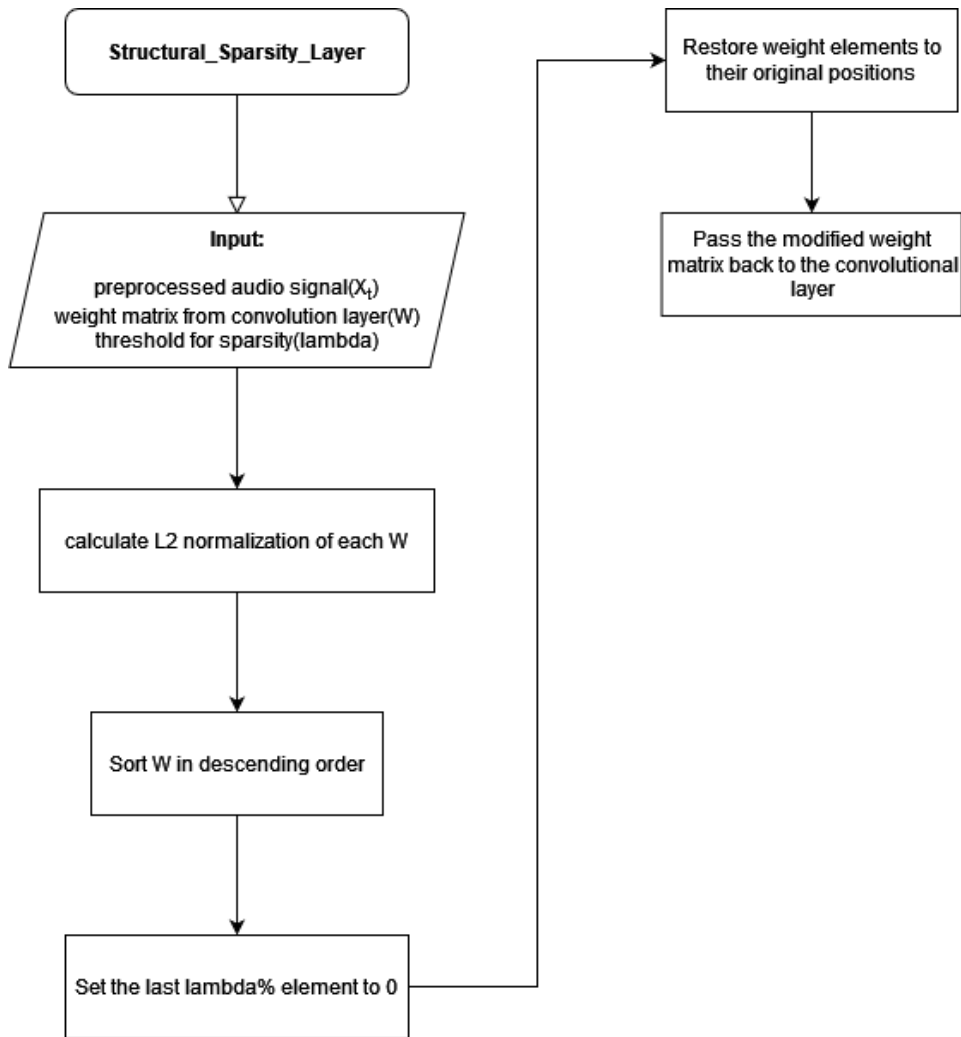 Structural_Sparsity_Layer
Input:
preprocessed audio signal(Xₜ)
weight matrix from convolution layer(W)
threshold for sparsity(lambda)
calculate L2 normalization of each W
Sort W in descending order
Set the last lambda% element to 0
Restore weight elements to
their original positions
Pass the modified weight
matrix back to the convolutional
layer